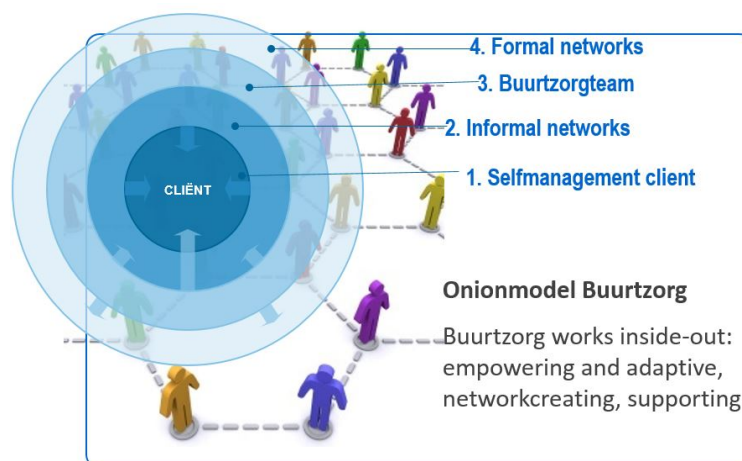 4. Formal networks
3. Buurtzorgteam
2. Informal networks
1. Selfmanagement client
CLIËNT
Onionmodel Buurtzorg
Buurtzorg works inside-out:
empowering and adaptive,
networkcreating, supporting